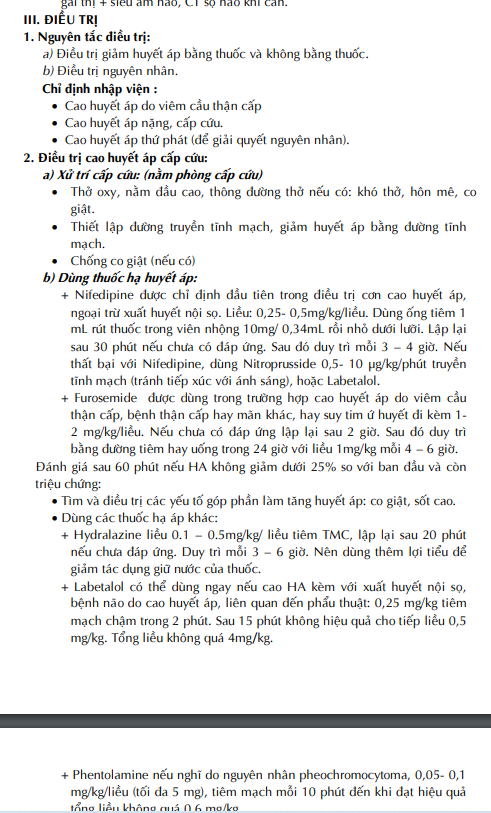 gai thị + siêu âm não, CT sọ não khi cần.
III. ĐIỀU TRỊ
1. Nguyên tắc điều trị:
a) Điều trị giảm huyết áp bằng thuốc và không bằng thuốc.
b) Điều trị nguyên nhân.
Chỉ định nhập viện :
• Cao huyết áp do viêm cầu thận cấp
• Cao huyết áp nặng, cấp cứu.
• Cao huyết áp thứ phát (để giải quyết nguyên nhân).
2. Điều trị cao huyết áp cấp cứu:
a) Xử trí cấp cứu: (nằm phòng cấp cứu)
• Thở oxy, nằm đầu cao, thông đường thở nếu có: khó thở, hôn mê, co
giật.
• Thiết lập đường truyền tĩnh mạch, giảm huyết áp bằng đường tĩnh
mạch.
• Chống co giật (nếu có)
b) Dùng thuốc hạ huyết áp:
+ Nifedipine được chỉ định đầu tiên trong điều trị cơn cao huyết áp,
ngoại trừ xuất huyết nội sọ. Liều: 0,25- 0,5mg/kg/liều. Dùng ống tiêm 1
mL rút thuốc trong viên nhộng 10mg/ 0,34mL rồi nhỏ dưới lưỡi. Lập lại
sau 30 phút nếu chưa có đáp ứng. Sau đó duy trì mỗi 3 – 4 giờ. Nếu
thất bại với Nifedipine, dùng Nitroprusside 0,5- 10 µg/kg/phút truyền
tĩnh mạch (tránh tiếp xúc với ánh sáng), hoặc Labetalol.
+ Furosemide được dùng trong trường hợp cao huyết áp do viêm cầu
thận cấp, bệnh thận cấp hay mãn khác, hay suy tim ứ huyết đi kèm 1-
2 mg/kg/liều. Nếu chưa có đáp ứng lập lại sau 2 giờ. Sau đó duy trì
bằng đường tiêm hay uống trong 24 giờ với liều 1mg/kg mỗi 4 – 6 giờ.
Đánh giá sau 60 phút nếu HA không giảm dưới 25% so với ban đầu và còn
triệu chứng:
• Tìm và điều trị các yếu tố góp phần làm tăng huyết áp: co giật, sốt cao.
• Dùng các thuốc hạ áp khác:
+ Hydralazine liều 0.1 – 0.5mg/kg/ liều tiêm TMC, lập lại sau 20 phút
nếu chưa đáp ứng. Duy trì mỗi 3 – 6 giờ. Nên dùng thêm lợi tiểu để
giảm tác dụng giữ nước của thuốc.
+ Labetalol có thể dùng ngay nếu cao HA kèm với xuất huyết nội sọ,
bệnh não do cao huyết áp, liên quan đến phẩu thuật: 0,25 mg/kg tiêm
mạch chậm trong 2 phút. Sau 15 phút không hiệu quả cho tiếp liều 0,5
mg/kg. Tổng liều không quá 4mg/kg.
+ Phentolamine nếu nghĩ do nguyên nhân pheochromocytoma, 0,05- 0,1
mg/kg/liều (tối đa 5 mg), tiêm mạch mỗi 10 phút đến khi đạt hiệu quả
tổng liều không quá 0,6 mg/kg